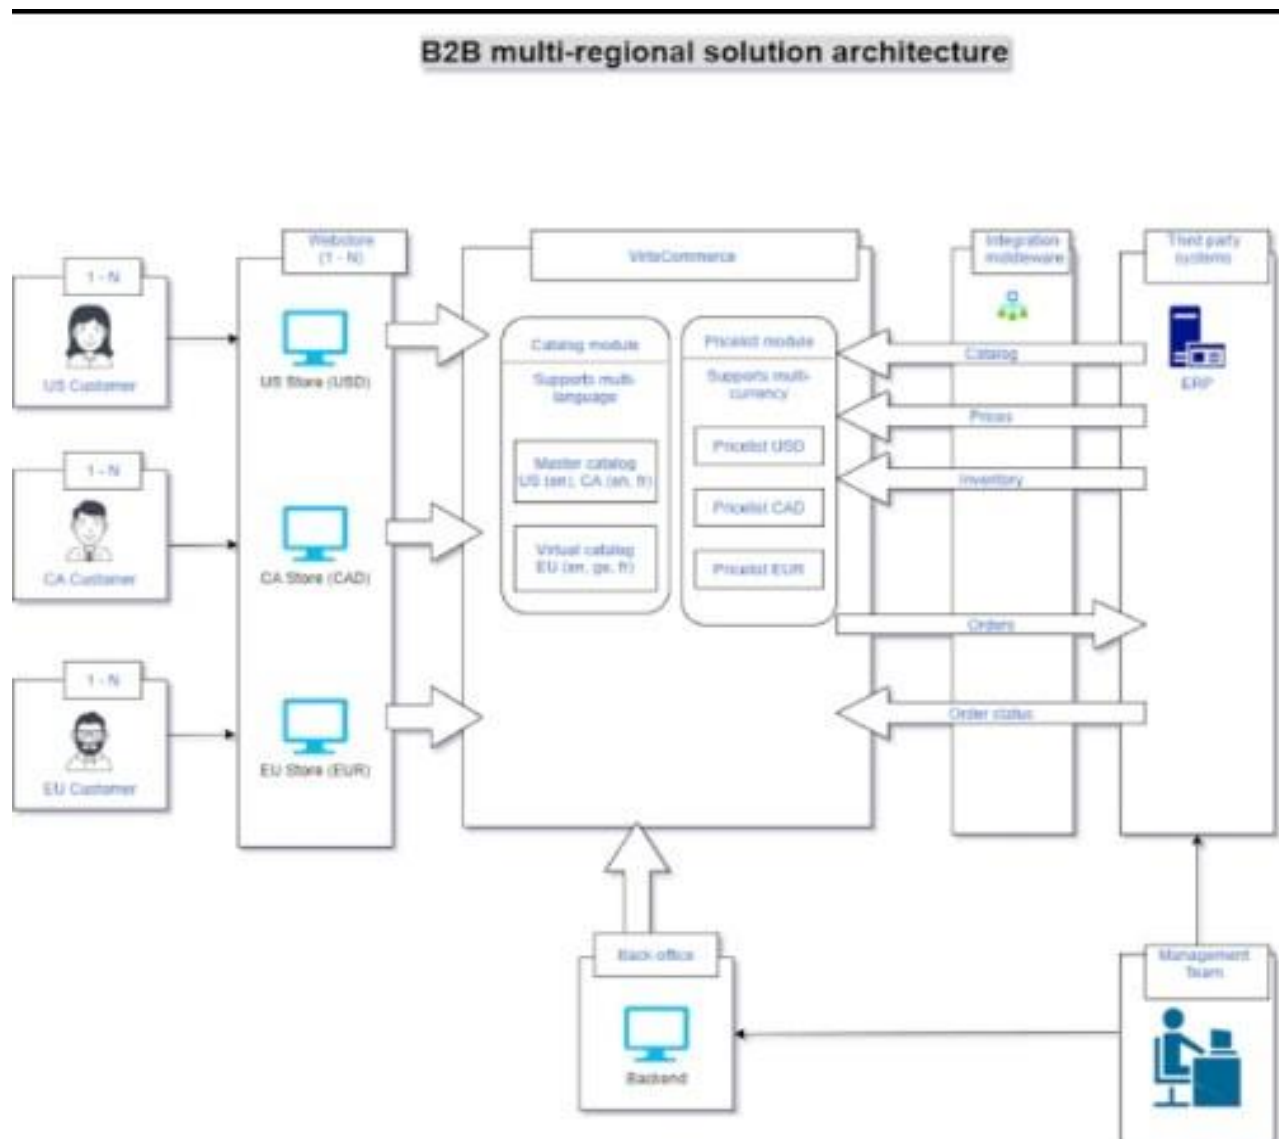 B2B multi-regional solution architecture
Webstore
(1 - N)
VirtoCommerce
Integration
middleware
Third party
systems
1 - N
US Customer
US Store (USD)
Catalog module
Supports multi-
language
Master catalog
US (en), CA (en, fr)
Virtual catalog
EU (en, ge, fr)
Pricelist module
Supports multi-
currency
Pricelist USD
Pricelist CAD
Pricelist EUR
Catalog
Prices
Inventory
Orders
Order status
ERP
1 - N
CA Customer
CA Store (CAD)
1 - N
EU Customer
EU Store (EUR)
Back office
Backend
Management
Team